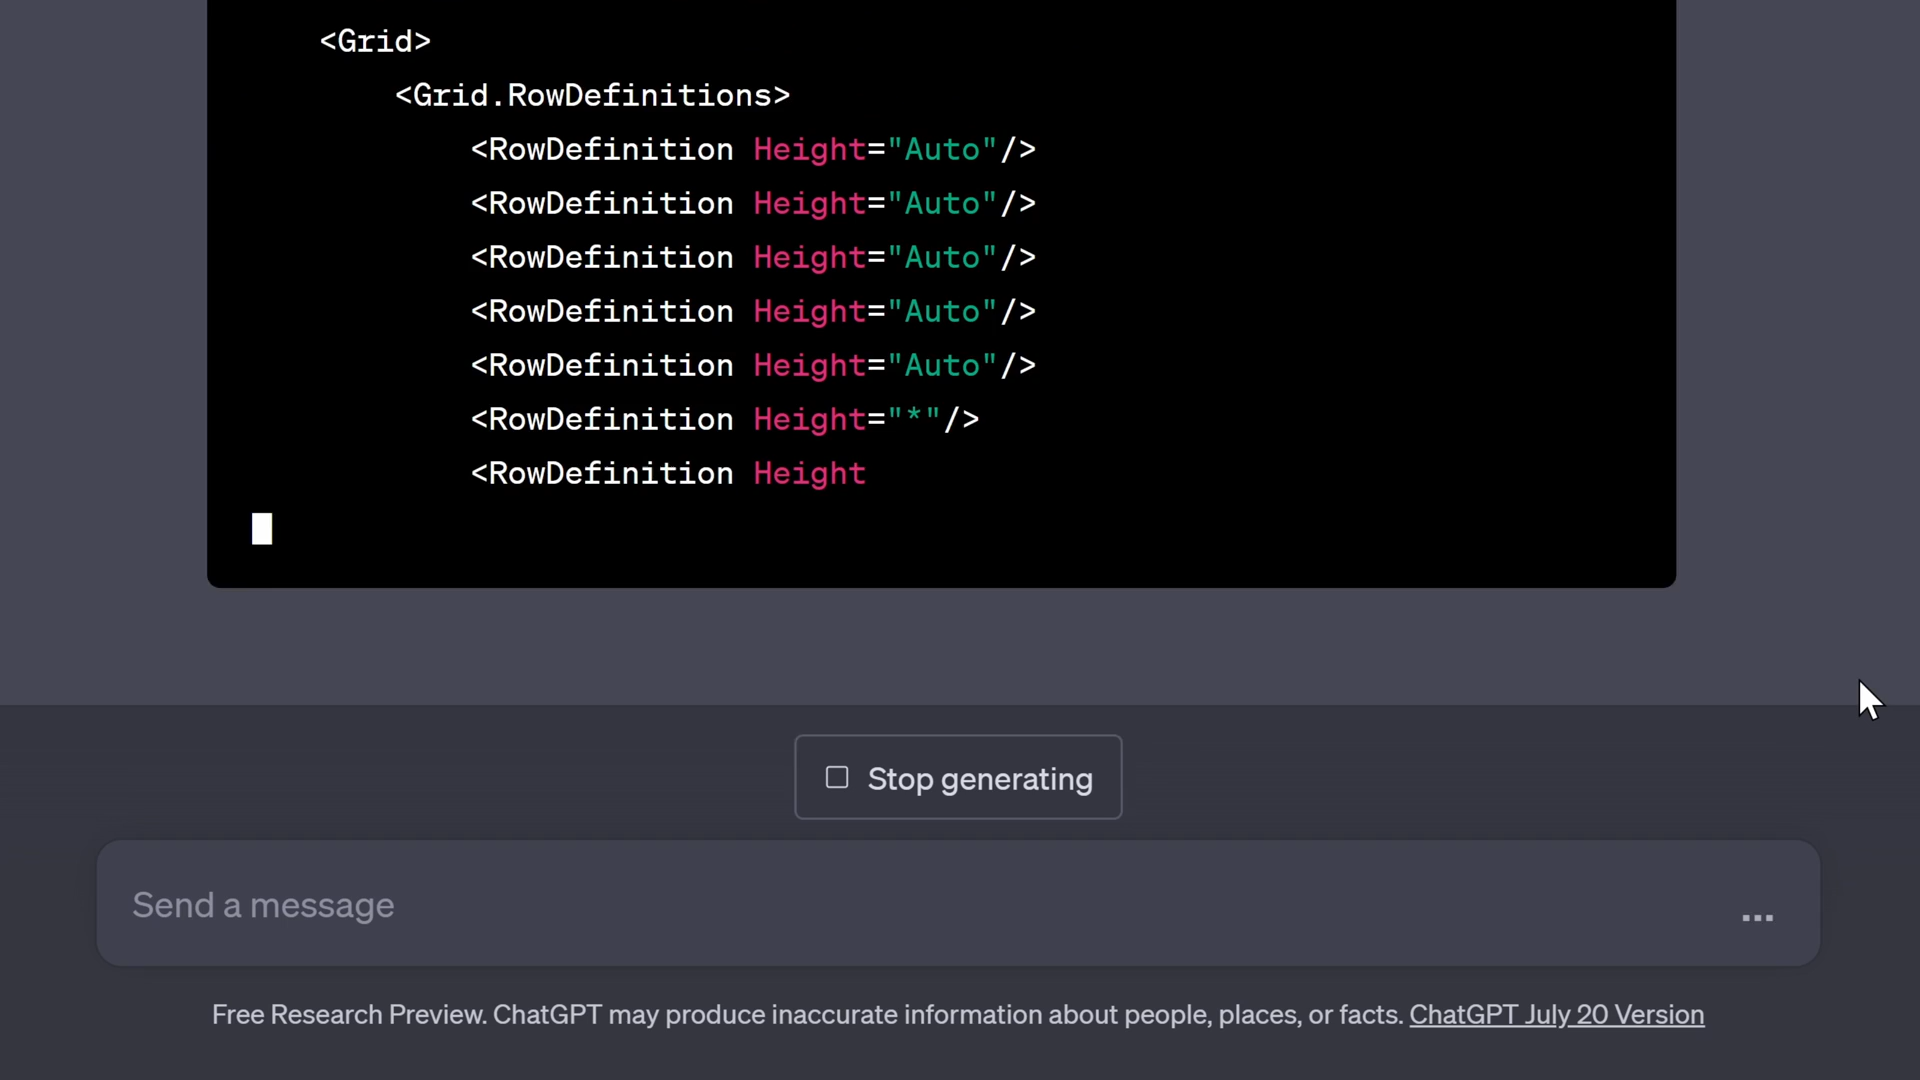 <Grid>
<Grid.RowDefinitions>
<RowDefinition Height="Auto"/>
<RowDefinition Height="Auto"/>
<RowDefinition Height="Auto"/>
<RowDefinition Height="Auto"/>
<RowDefinition Height="Auto"/>
<RowDefinition Height="*"/>
<RowDefinition Height
Stop generating
Send a message
Free Research Preview. ChatGPT may produce inaccurate information about people, places, or facts. ChatGPT July 20 Version